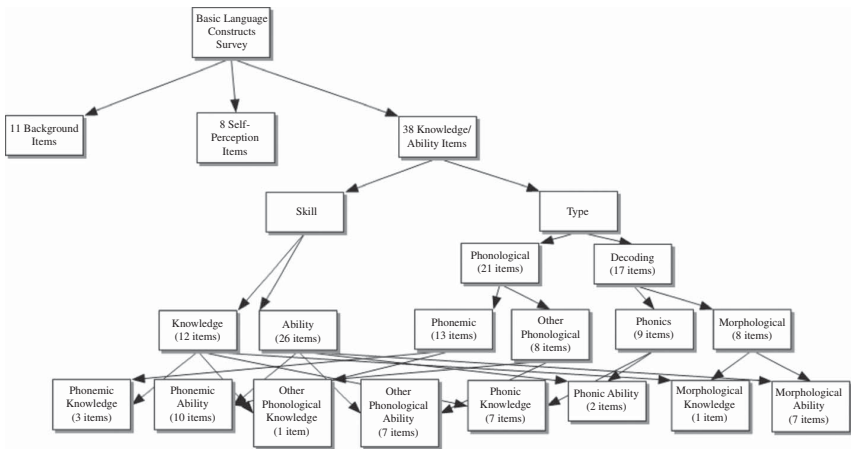 Basic Language
Constructs
Survey
11 Background
Items
8 Self-
Perception
Items
38 Knowledge/
Ability Items
Skill
Type
Phonological
(21 items)
Decoding
(17 items)
Knowledge
(12 items)
Ability
(26 items)
Phonemic
(13 items)
Other
Phonological
(8 items)
Phonics
(9 items)
Morphological
(8 items)
Phonemic
Knowledge
(3 items)
Phonemic
Ability
(10 items)
Other
Phonological
Knowledge
(1 item)
Other
Phonological
Ability
(7 items)
Phonic
Knowledge
(7 items)
Phonic Ability
(2 items)
Morphological
Knowledge
(1 item)
Morphological
Ability
(7 items)